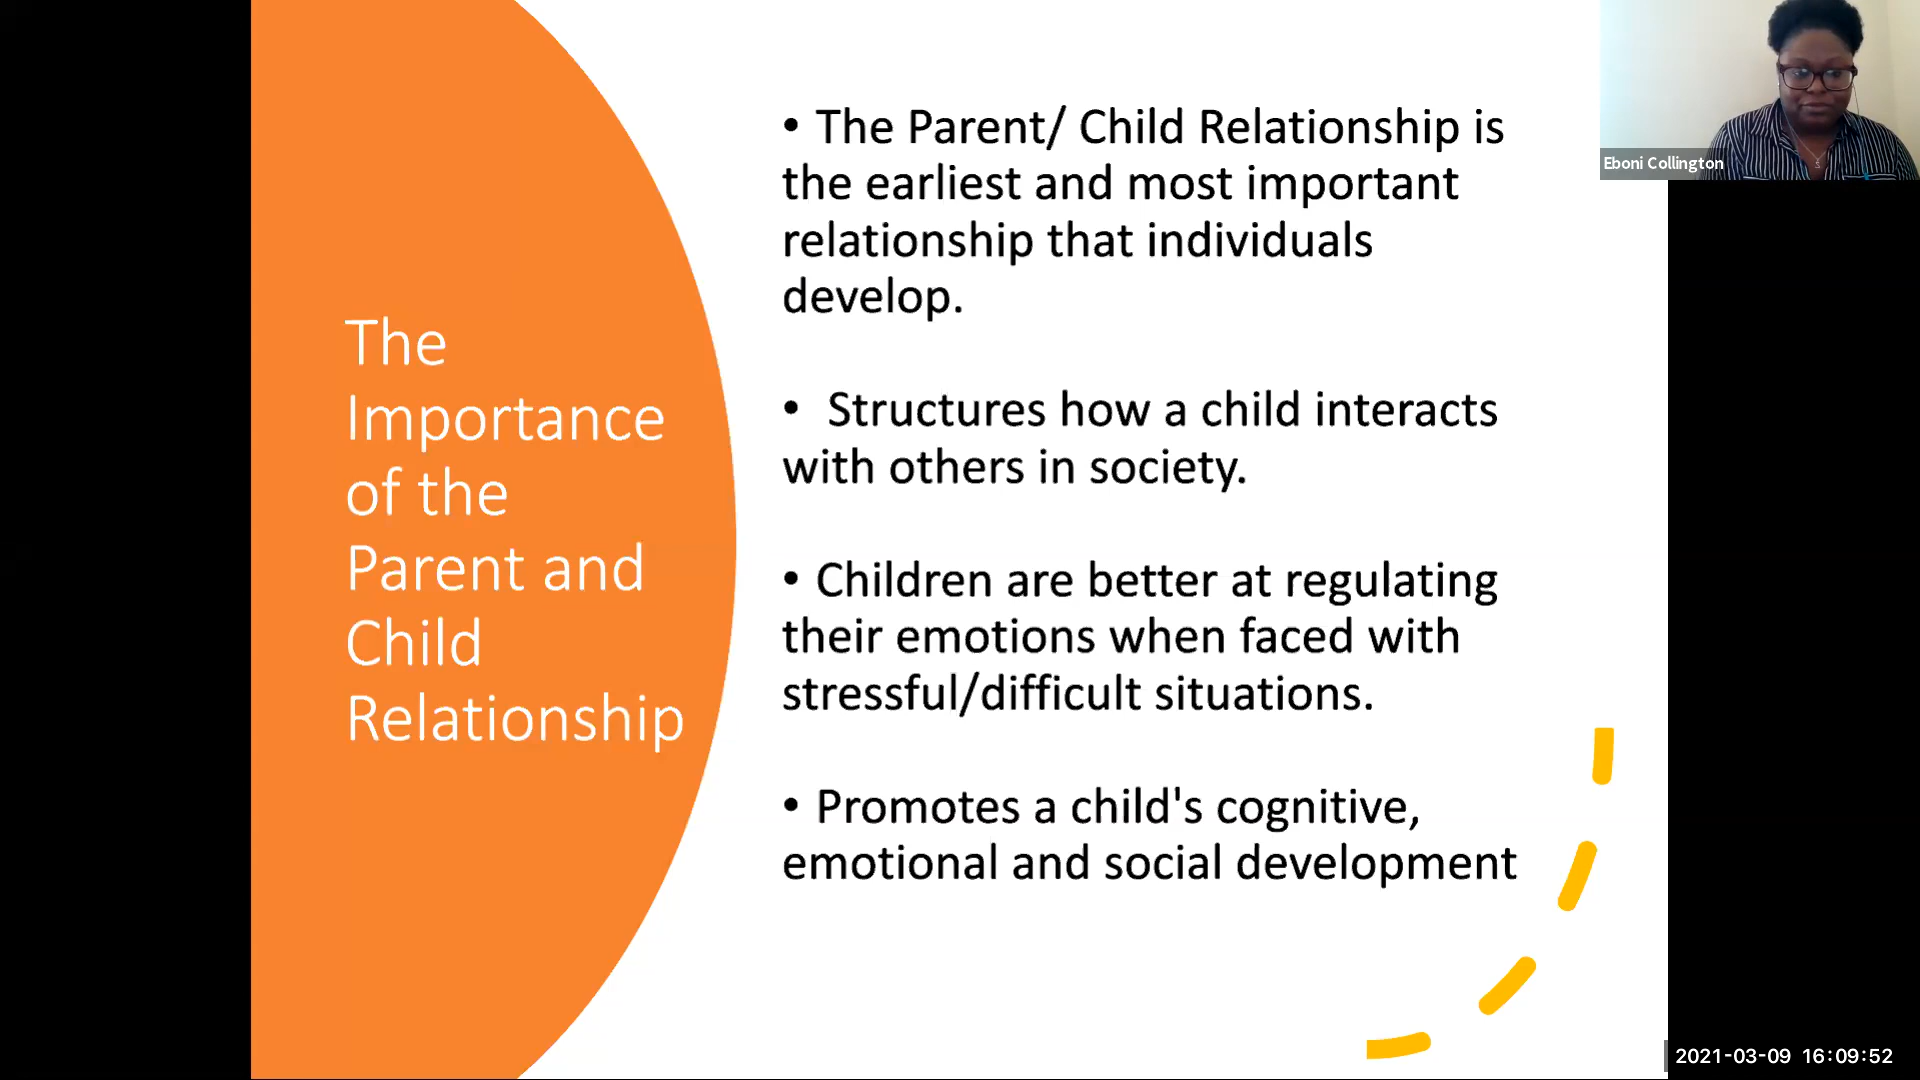 The
Importance
of the
Parent and
Child
Relationship
• The Parent/ Child Relationship is
the earliest and most important
relationship that individuals
develop.
• Structures how a child interacts
with others in society.
• Children are better at regulating
their emotions when faced with
stressful/difficult situations.
• Promotes a child's cognitive,
emotional and social development
Eboni Collington
2021-03-09 16:09:52